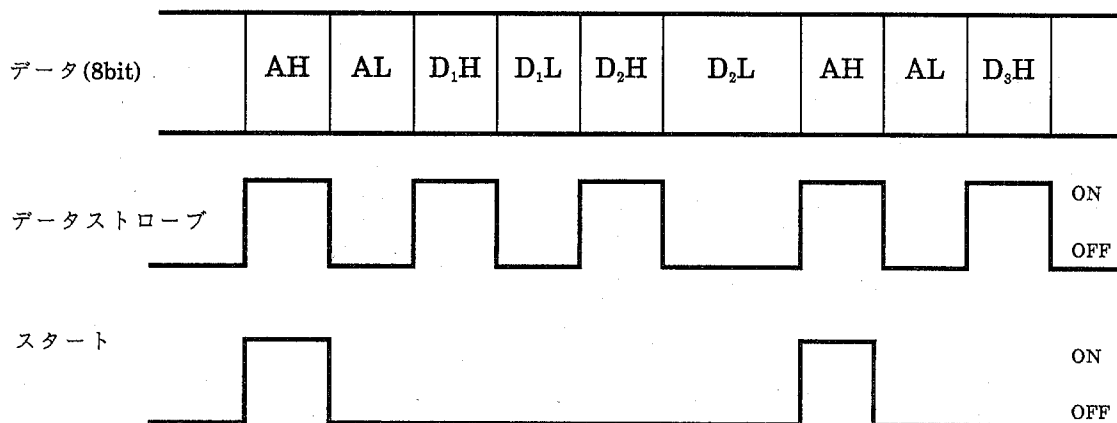 データ(8bit) AH AL D₁H D₁L D₂H D₂L AH AL D₃H
データストローブ ON
OFF
スタート
ON
OFF